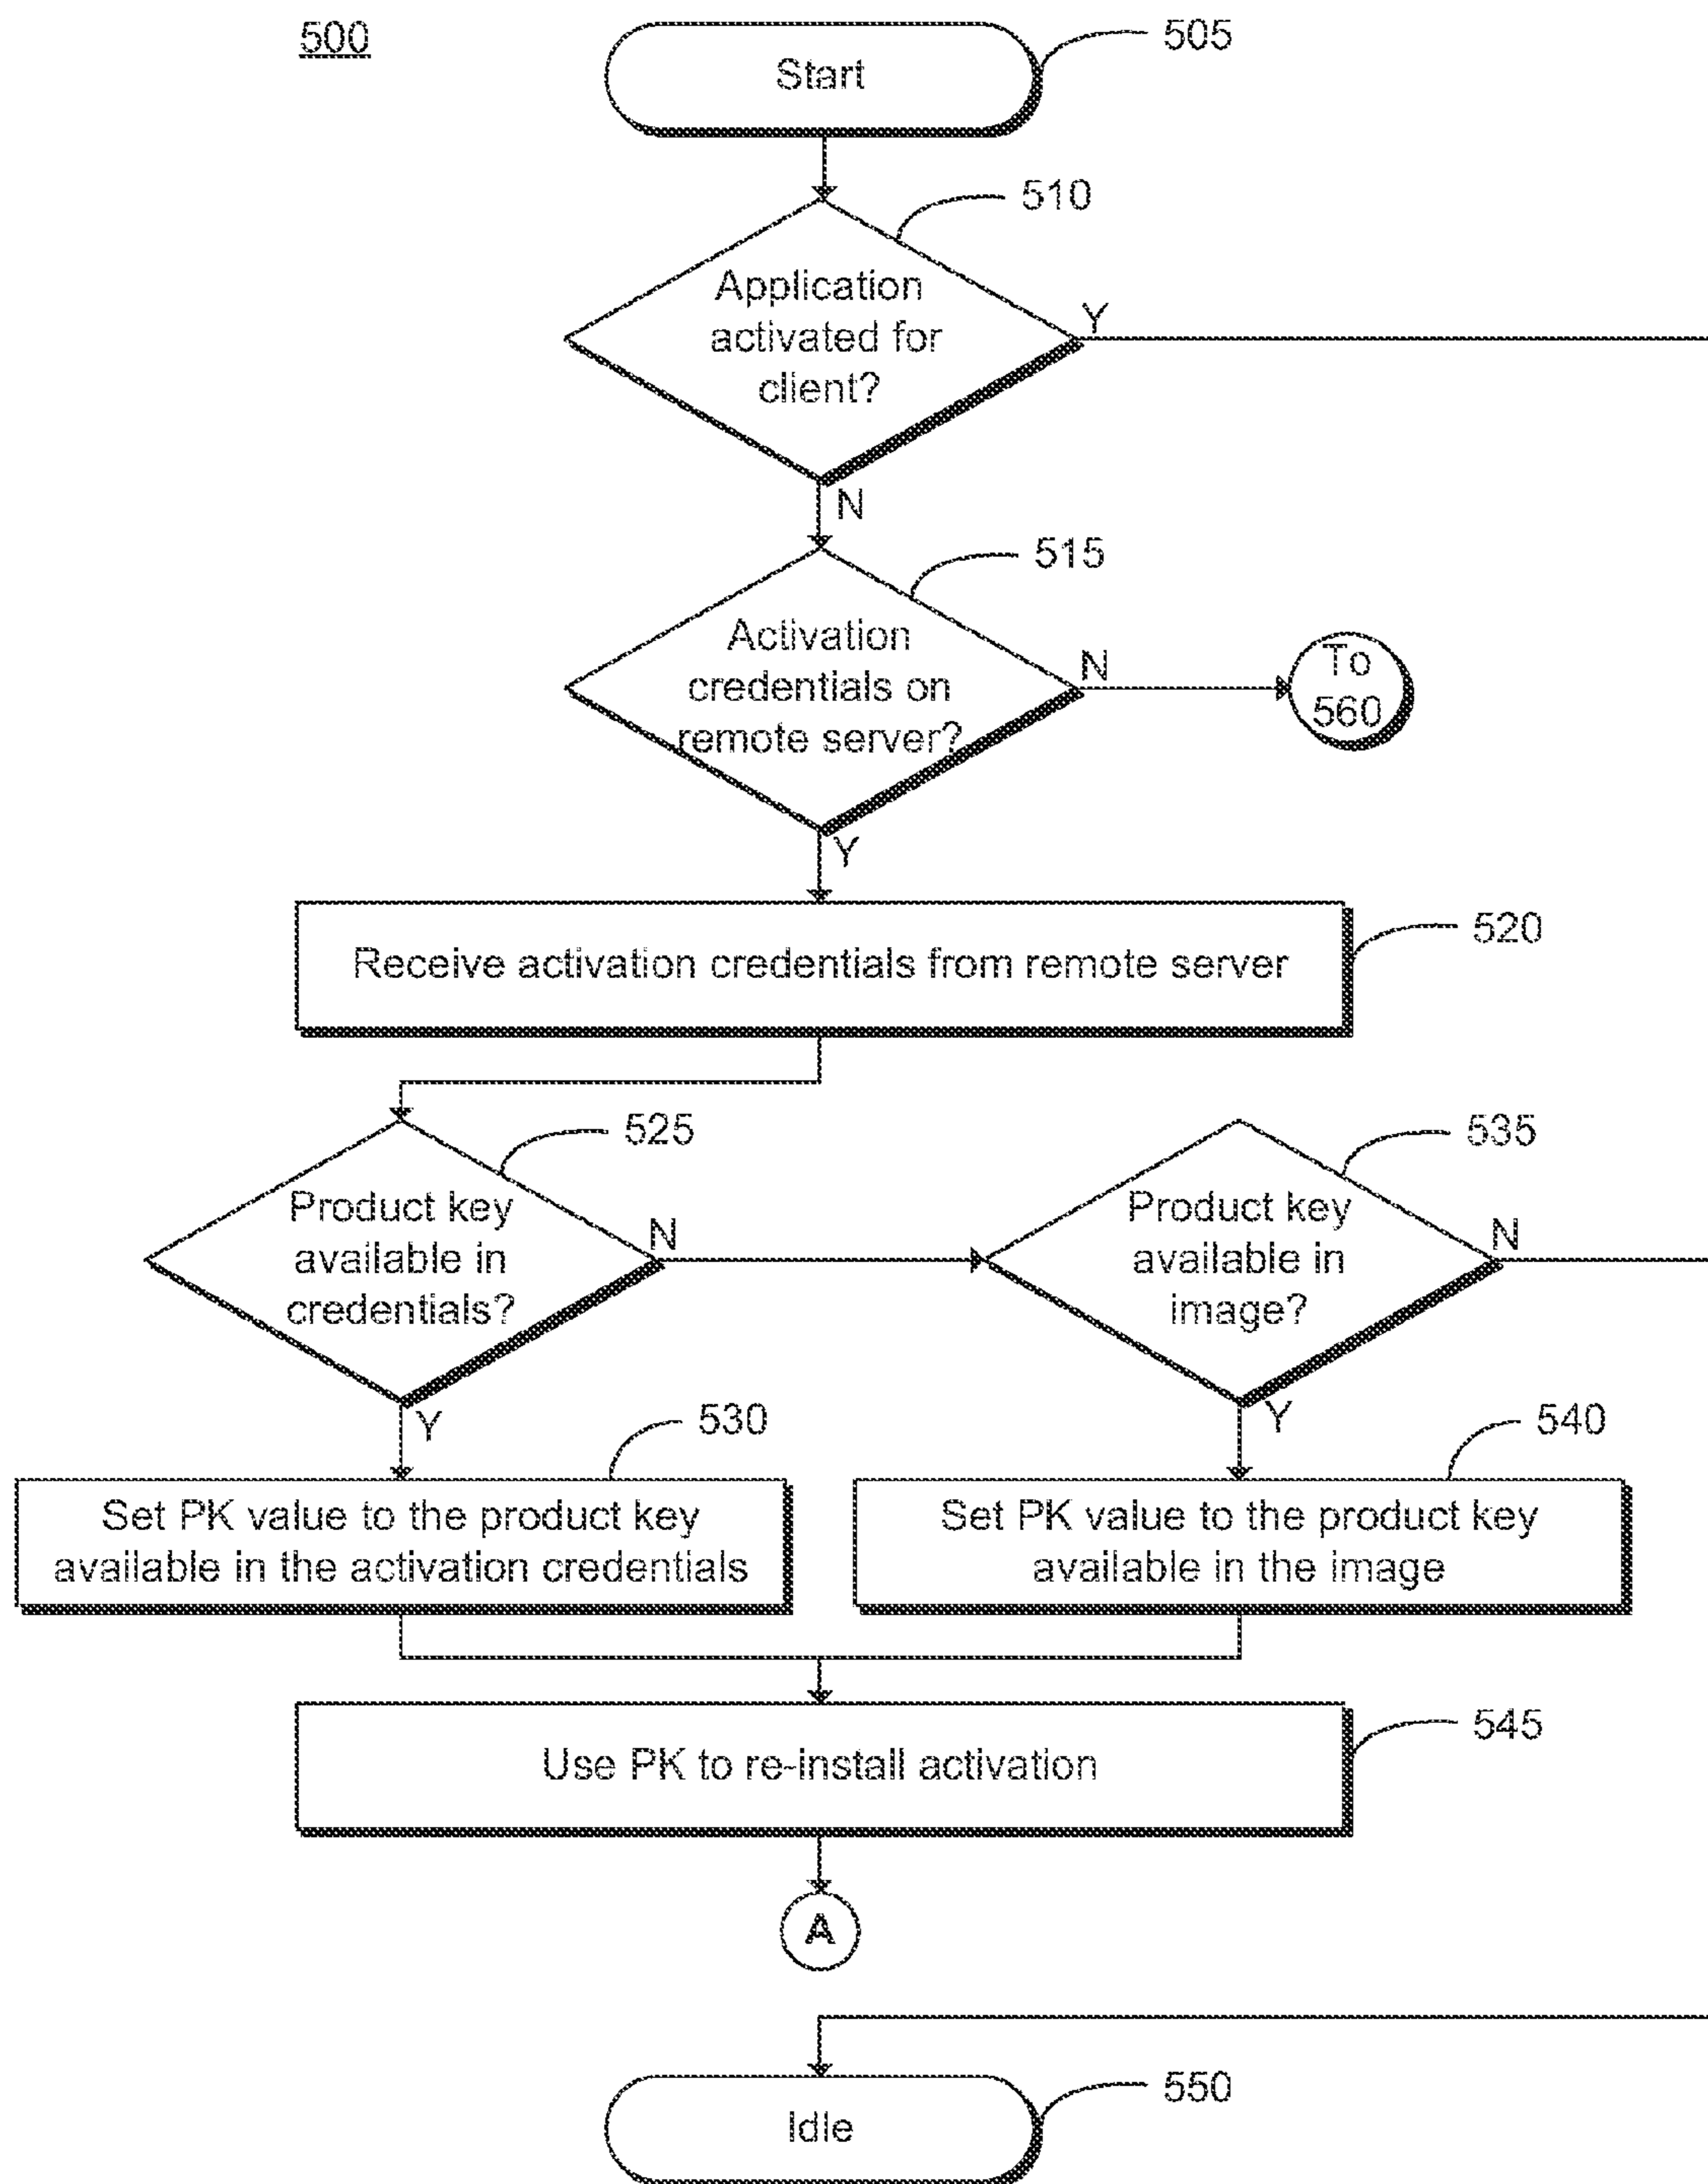 500
Start
505
510
Application
activated for
client?
Y
N
515
Activation
credentials on
remote server?
N
To
560
Y
Receive activation credentials from remote server
520
525
Product key
available in
credentials?
N
535
Product key
available in
image?
N
Y
530
Y
540
Set PK value to the product key
available in the activation credentials
Set PK value to the product key
available in the image
Use PK to re-install activation
545
A
550
Idle